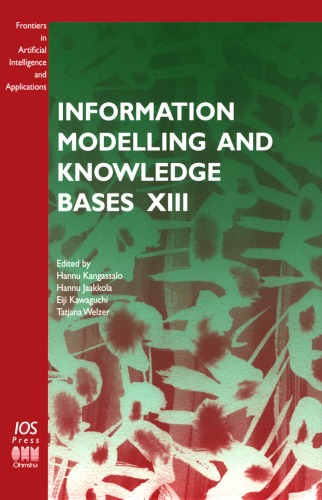 Frontiers
in
Artificial
Intelligence
and
Applications
INFORMATION
MODELLING AND
KNOWLEDGE
BASES XIII
Edited by
Hannu Kangassalo
Hannu Jaakkola
Eiji Kawaguchi
Tatjana Welzer
IOS
Press
OHM
Ohmsha